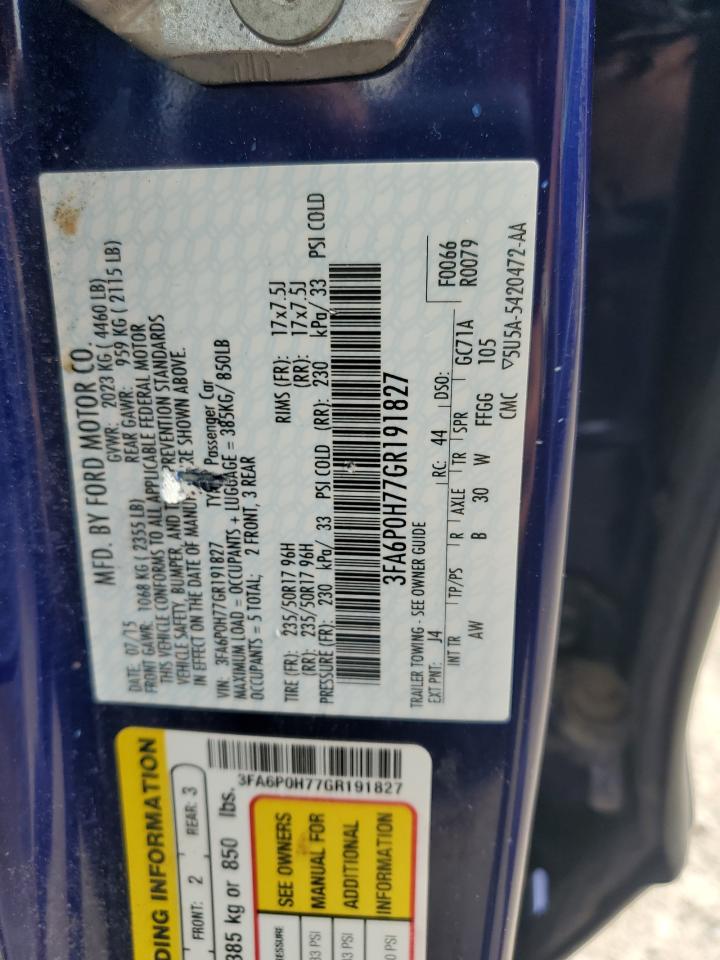 MFD. BY FORD MOTOR CO.
DATE: 07/15 GVWR: 2023 KG ( 4460 LB)
FRONT GAWR: 1068 KG ( 2355 LB) REAR GAWR: 959 KG ( 2115 LB)
THIS VEHICLE CONFORMS TO ALL APPLICABLE FEDERAL MOTOR
VEHICLE SAFETY, BUMPER, AND PREVENTION STANDARDS
IN EFFECT ON THE DATE OF SHOWN ABOVE.
VIN: 3FA6P0H77GR191827 Passenger Car
MAXIMUM LOAD = OCCUPANTS + LUGGAGE = 385KG/ 850LB
OCCUPANTS = 5 TOTAL; 2 FRONT, 3 REAR
TIRE (FR): 235/50R17 96H RIMS (FR): 17x7.5J
(RR): 235/50R17 96H (RR): 17x7.5J
PRESSURE (FR): 230 kPa/ 33 PSI COLD (RR): 230 kPa/ 33 PSI COLD
3FA6P0H77GR191827
TRAILER TOWING - SEE OWNER GUIDE
EXT PNT: J4 RC: 44 DSO: F0066
R0079
INT TR TP/PS R AXLE TR SPR GC71A
AW B 30 W FFGG 105
CMC ▽5U5A-5420472-AA
DING INFORMATION
FRONT: 2 REAR: 3
385 kg or 850 lbs.
3FA6P0H77GR191827
SEE OWNERS
MANUAL FOR
ADDITIONAL
INFORMATION
33 PSI
PSI
PSI